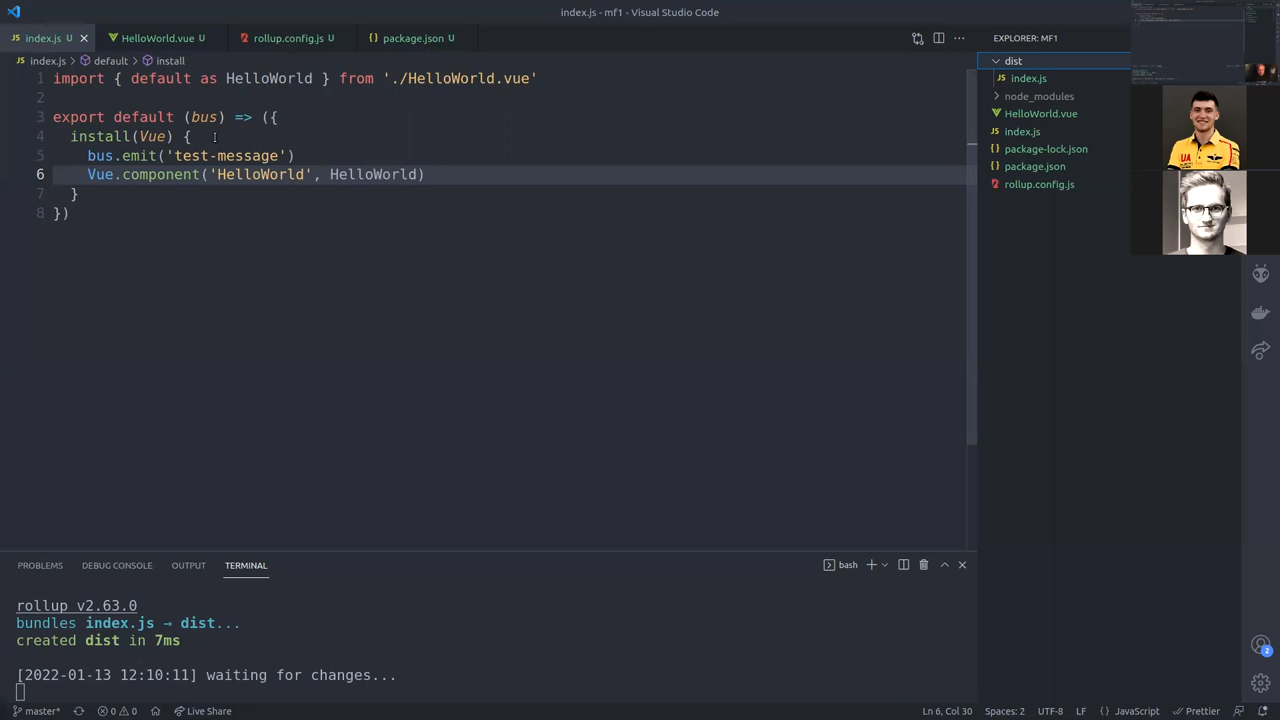 index.js - mf1 - Visual Studio Code
index.js U
HelloWorld.vue U
rollup.config.js U
package.json U
EXPLORER: MF1
index.js > default > install
dist
1 import { default as HelloWorld } from './HelloWorld.vue'
index.js
2
node_modules
3 export default (bus) => ({
HelloWorld.vue
4 install(Vue) {
index.js
5 bus.emit('test-message')
package-lock.json
6 Vue.component('HelloWorld', HelloWorld)
package.json
7 }
rollup.config.js
8 })
UA
PROBLEMS DEBUG CONSOLE OUTPUT TERMINAL
bash
rollup v2.63.0
bundles index.js → dist...
created dist in 7ms
[2022-01-13 12:10:11] waiting for changes...
2
master* 0 0 Live Share
Ln 6, Col 30 Spaces: 2 UTF-8 LF JavaScript Prettier